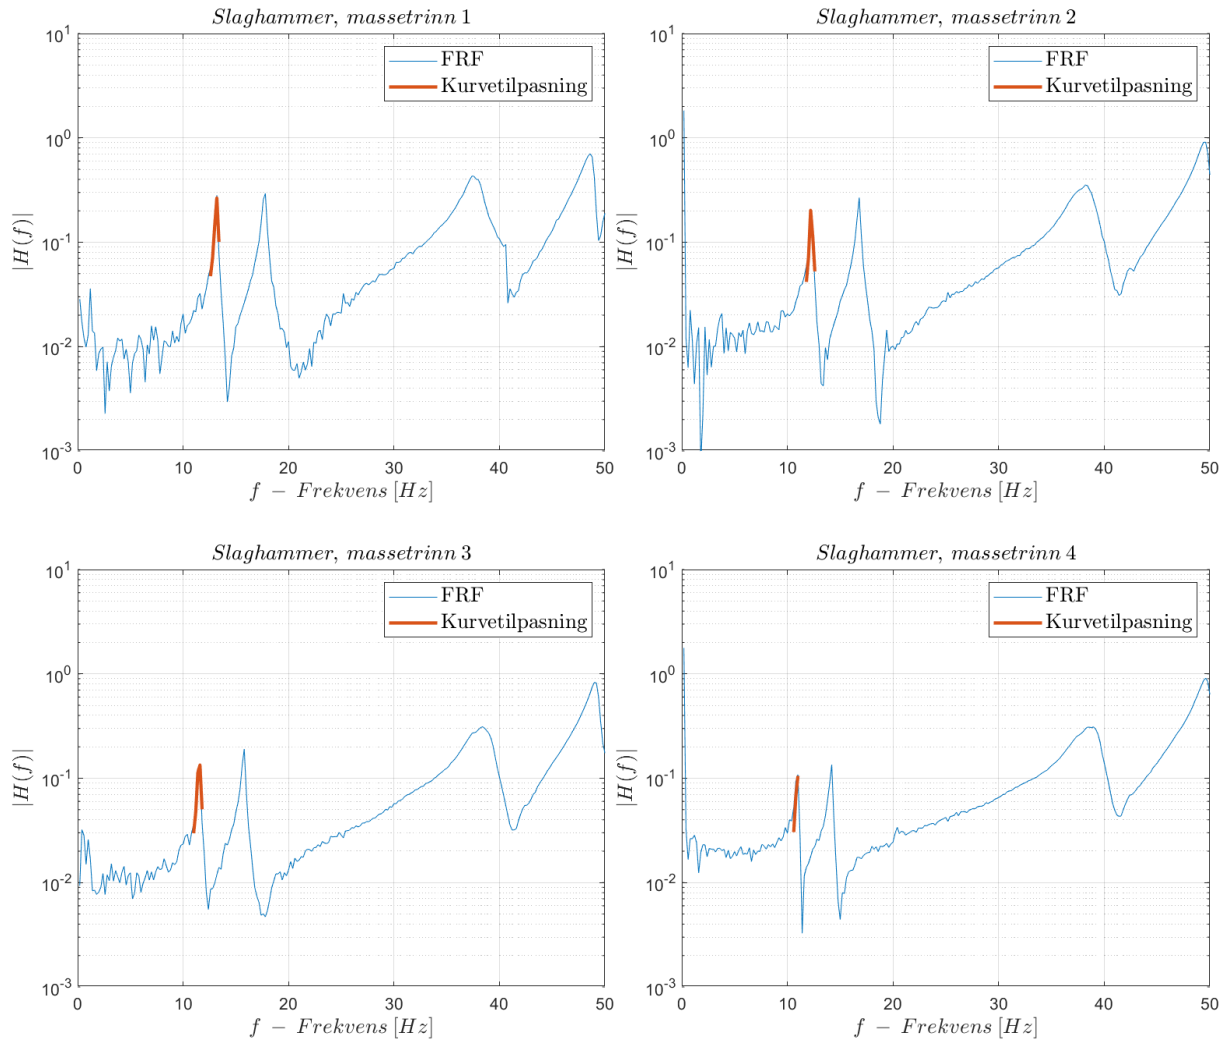 Slaghammer, massetrinn 1
FRF
Kurvetilpasning
10^1
10^0
10^-1
10^-2
10^-3
|H(f)|
0 10 20 30 40 50
f − Frekvens [Hz]
Slaghammer, massetrinn 2
FRF
Kurvetilpasning
10^1
10^0
10^-1
10^-2
10^-3
|H(f)|
0 10 20 30 40 50
f − Frekvens [Hz]
Slaghammer, massetrinn 3
FRF
Kurvetilpasning
10^1
10^0
10^-1
10^-2
10^-3
|H(f)|
0 10 20 30 40 50
f − Frekvens [Hz]
Slaghammer, massetrinn 4
FRF
Kurvetilpasning
10^1
10^0
10^-1
10^-2
10^-3
|H(f)|
0 10 20 30 40 50
f − Frekvens [Hz]